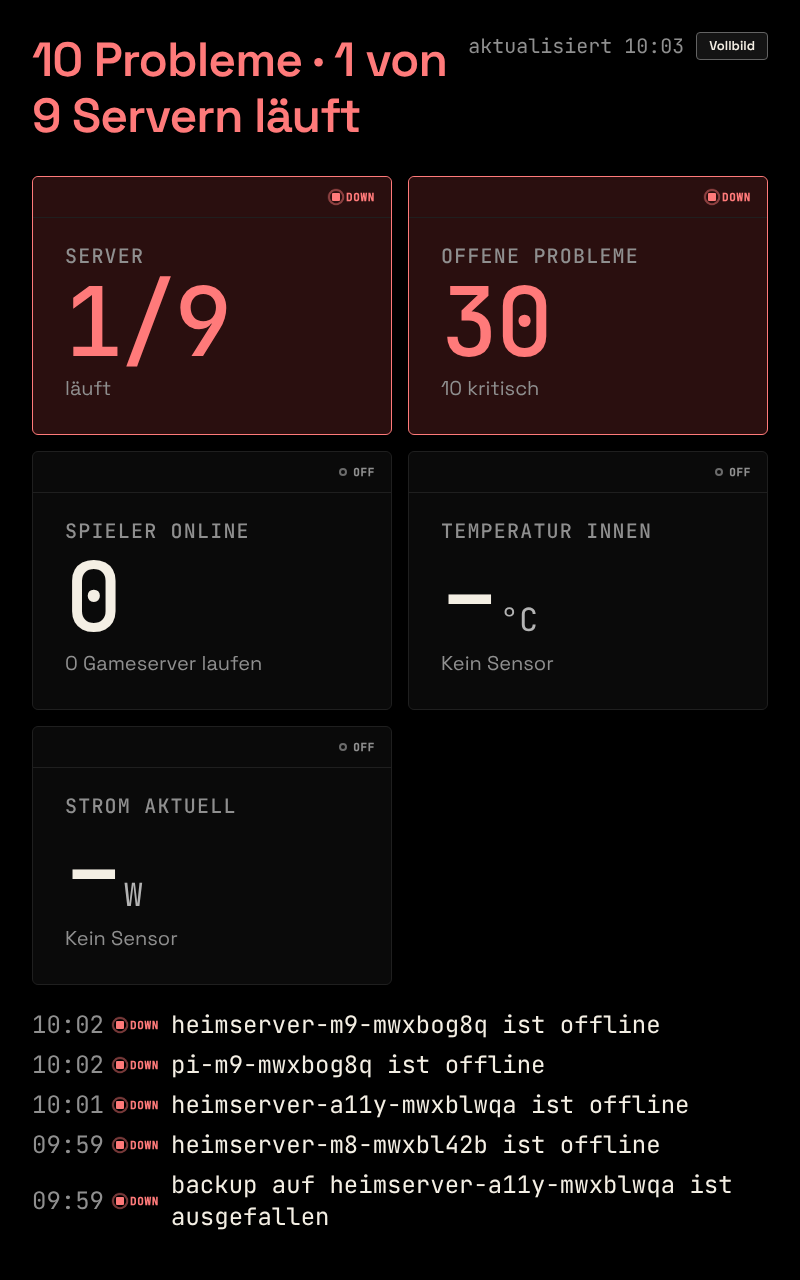 10 Probleme · 1 von
9 Servern läuft
aktualisiert 10:03
Vollbild
DOWN
SERVER
1/9
läuft
DOWN
OFFENE PROBLEME
30
10 kritisch
OFF
SPIELER ONLINE
0
0 Gameserver laufen
OFF
TEMPERATUR INNEN
– °C
Kein Sensor
OFF
STROM AKTUELL
– W
Kein Sensor
10:02 DOWN heimserver-m9-mwxbog8q ist offline
10:02 DOWN pi-m9-mwxbog8q ist offline
10:01 DOWN heimserver-a11y-mwxblwqa ist offline
09:59 DOWN heimserver-m8-mwxbl42b ist offline
09:59 DOWN backup auf heimserver-a11y-mwxblwqa ist
ausgefallen